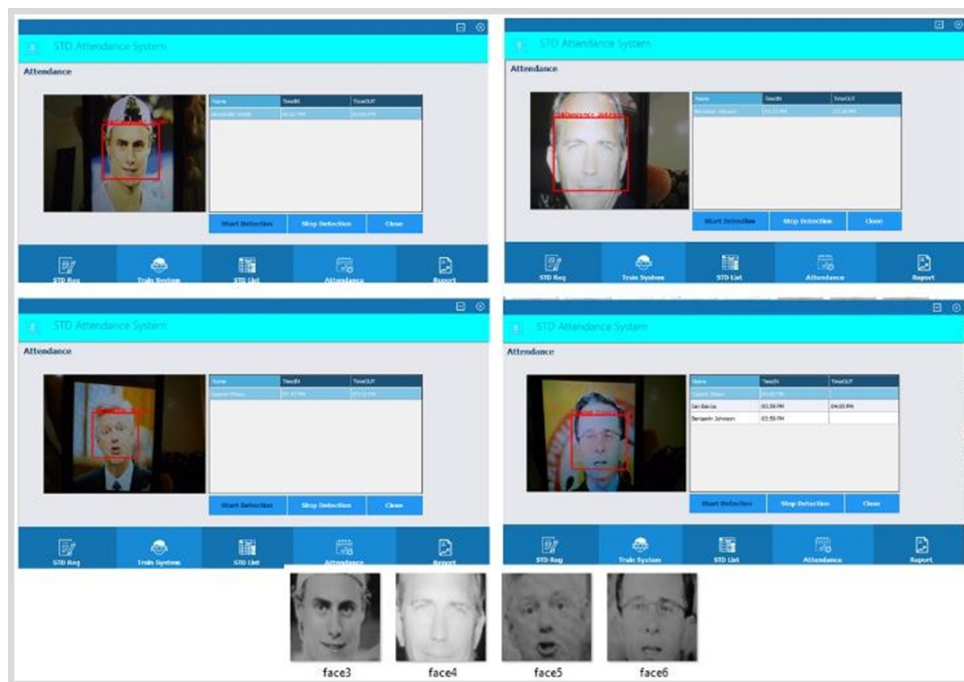 STD Attendance System
Attendance
Name TimeIN TimeOUT
Start Detection Stop Detection Close
STD Reg Train System STD List Attendance Report
STD Attendance System
Attendance
Name TimeIN TimeOUT
Start Detection Stop Detection Close
STD Reg Train System STD List Attendance Report
STD Attendance System
Attendance
Name TimeIN TimeOUT
Start Detection Stop Detection Close
STD Reg Train System STD List Attendance Report
STD Attendance System
Attendance
Name TimeIN TimeOUT
Ian Garcia 03:59 PM 04:02 PM
Benjamin Johnson 03:55 PM
Start Detection Stop Detection Close
STD Reg Train System STD List Attendance Report
face3 face4 face5 face6